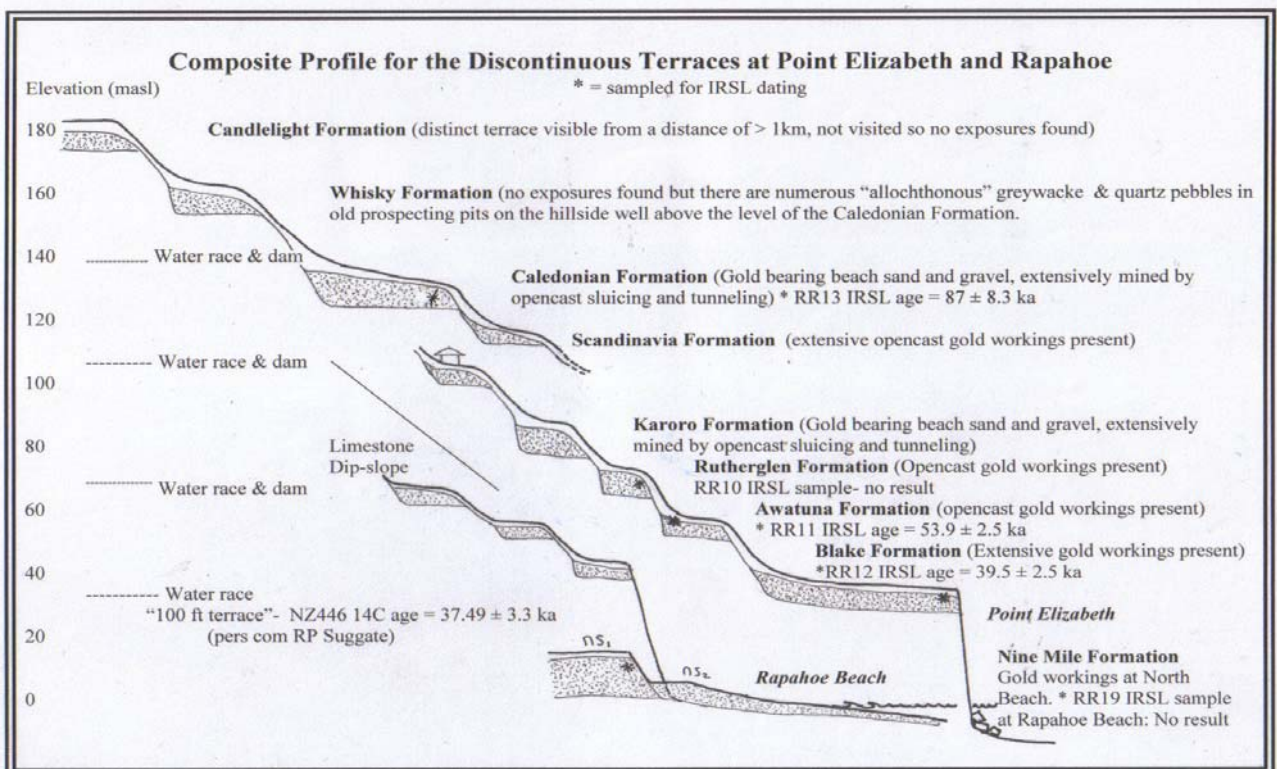 Composite Profile for the Discontinuous Terraces at Point Elizabeth and Rapahoe
* = sampled for IRSL dating
Elevation (masl)
180
Candlelight Formation (distinct terrace visible from a distance of > 1km, not visited so no exposures found)
160
Whisky Formation (no exposures found but there are numerous “allochthonous” greywacke & quartz pebbles in
old prospecting pits on the hillside well above the level of the Caledonian Formation.
140
Water race & dam
Caledonian Formation (Gold bearing beach sand and gravel, extensively mined by
opencast sluicing and tunneling) * RR13 IRSL age = 87 ± 8.3 ka
120
Scandinavia Formation (extensive opencast gold workings present)
Water race & dam
100
80
Karoro Formation (Gold bearing beach sand and gravel, extensively
mined by opencast sluicing and tunneling)
Limestone
Dip-slope
Rutherglen Formation (Opencast gold workings present)
RR10 IRSL sample- no result
Water race & dam
60
Awatuna Formation (opencast gold workings present)
* RR11 IRSL age = 53.9 ± 2.5 ka
Blake Formation (Extensive gold workings present)
*RR12 IRSL age = 39.5 ± 2.5 ka
40
Water race
“100 ft terrace”- NZ446 14C age = 37.49 ± 3.3 ka
(pers com RP Suggate)
Point Elizabeth
20
ns₁
ns₂
Rapahoe Beach
Nine Mile Formation
Gold workings at North
Beach. * RR19 IRSL sample
at Rapahoe Beach: No result
0